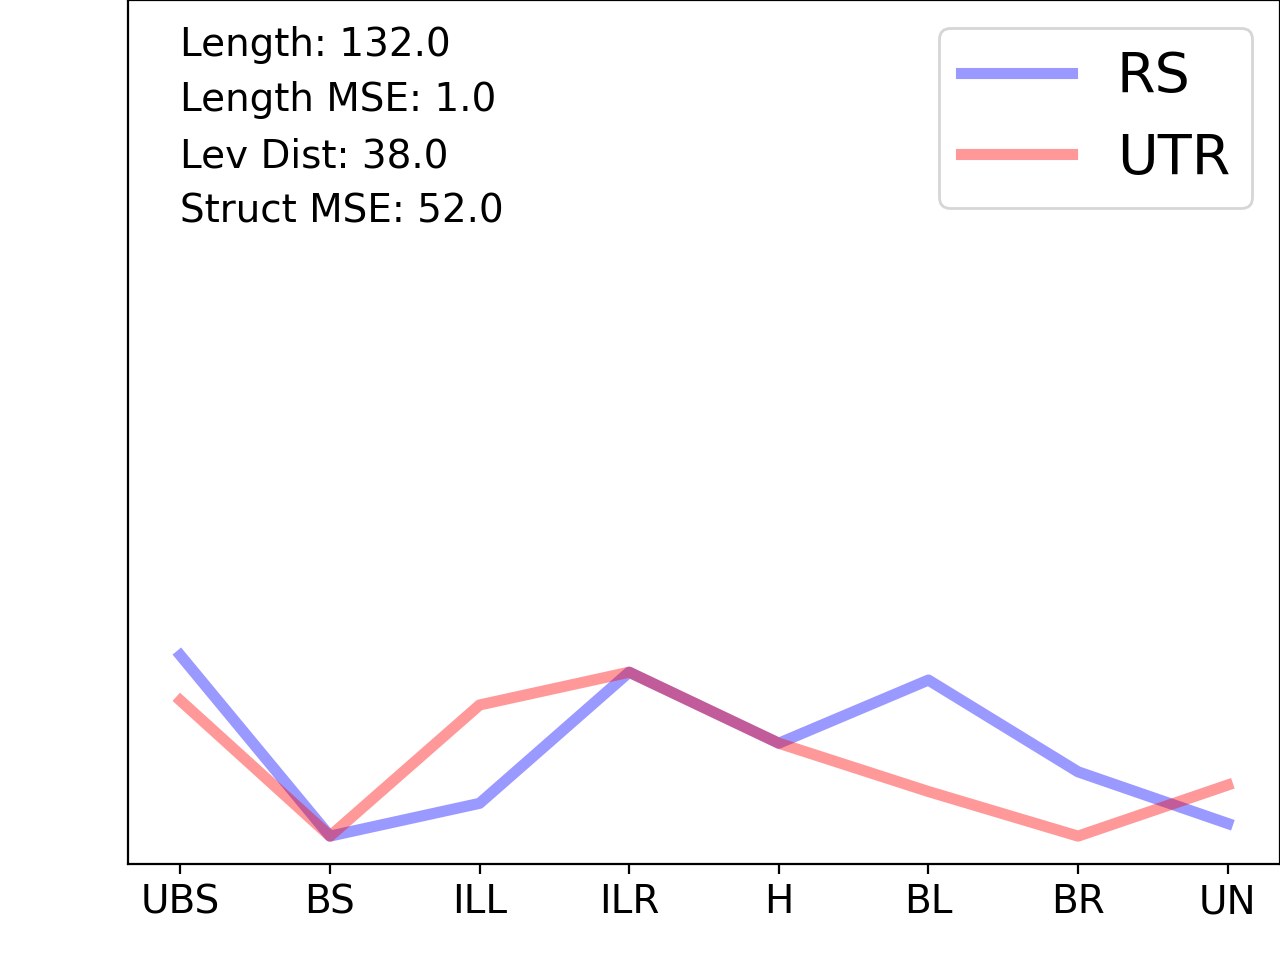 Length: 132.0
Length MSE: 1.0
Lev Dist: 38.0
Struct MSE: 52.0
RS
UTR
UBS BS ILL ILR H BL BR UN